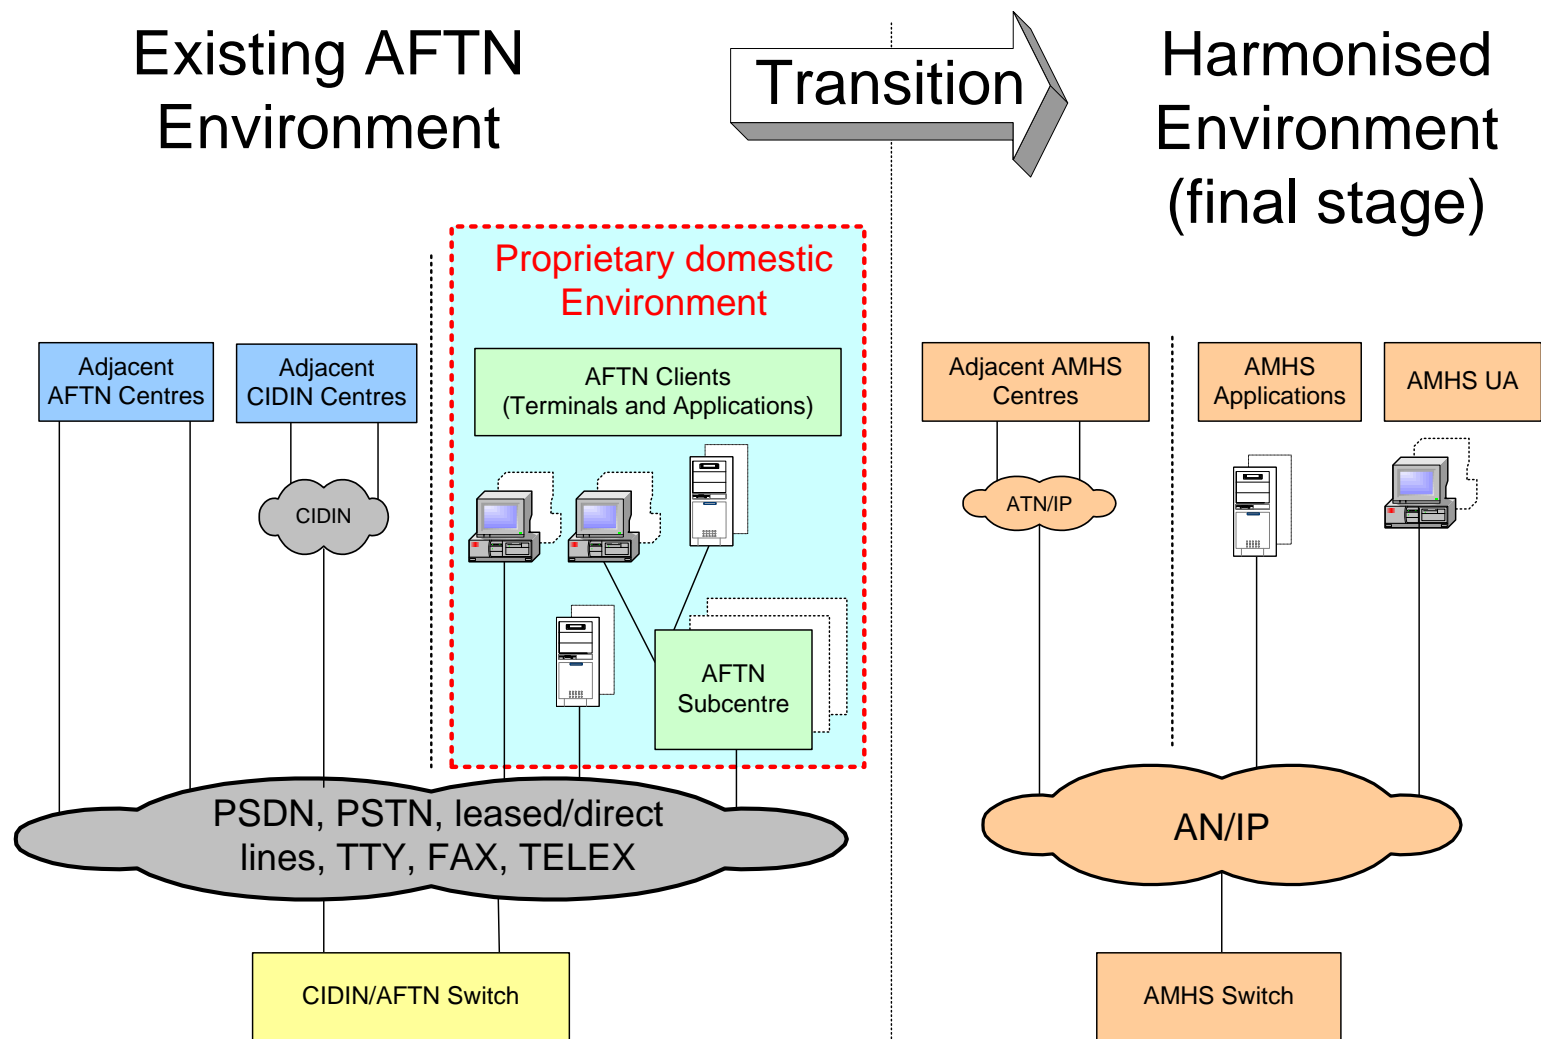 Existing AFTN
Environment
Transition
Harmonised
Environment
(final stage)
Proprietary domestic
Environment
Adjacent
AFTN Centres
Adjacent
CIDIN Centres
AFTN Clients
(Terminals and Applications)
Adjacent AMHS
Centres
AMHS
Applications
AMHS UA
CIDIN
ATN/IP
AFTN
Subcentre
PSDN, PSTN, leased/direct
lines, TTY, FAX, TELEX
AN/IP
CIDIN/AFTN Switch
AMHS Switch